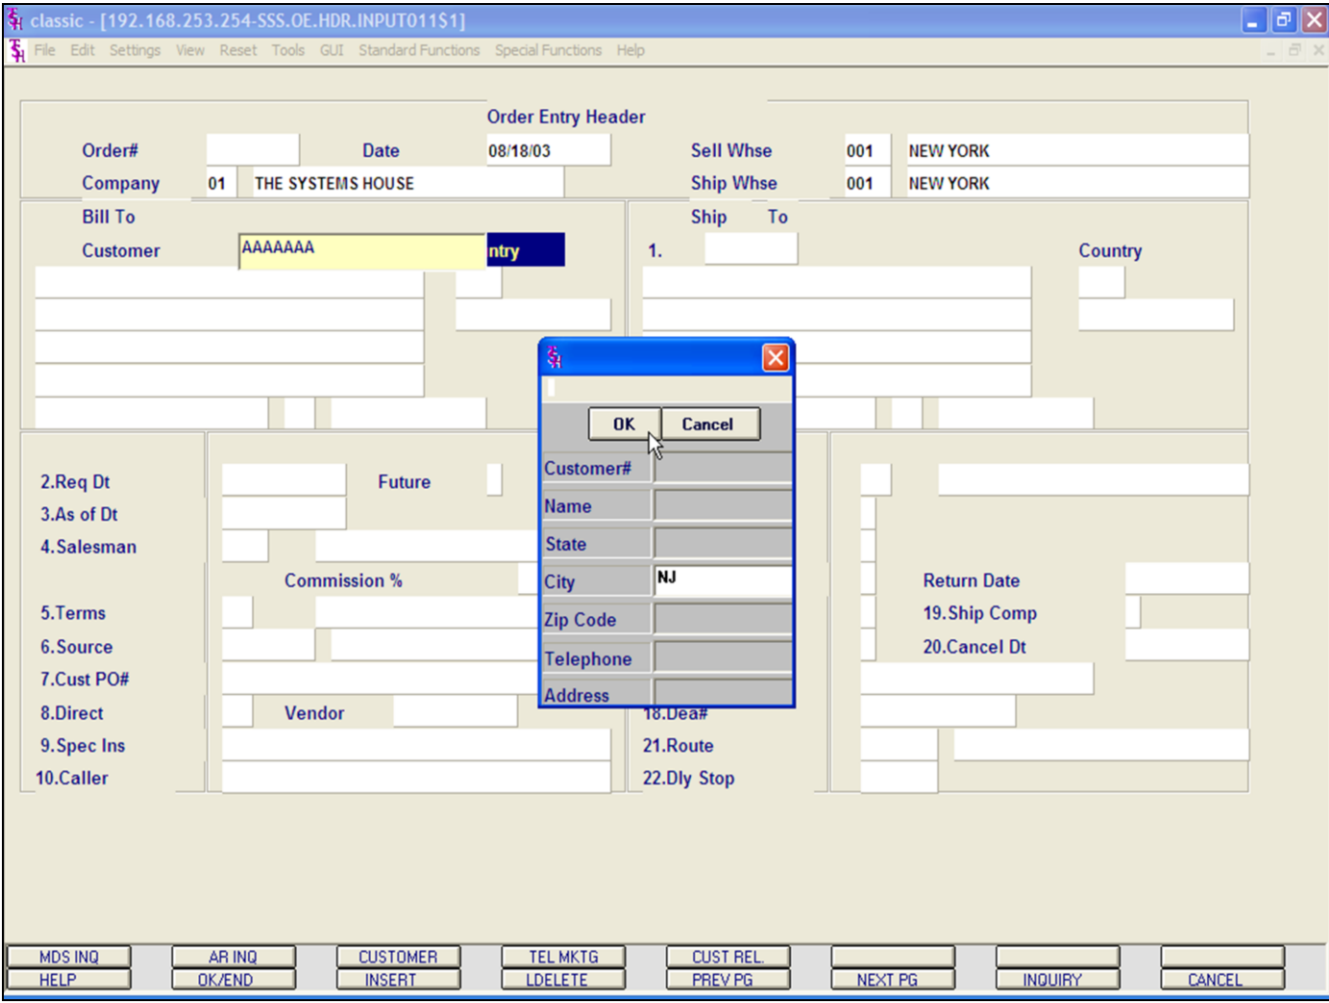 classic - [192.168.253.254-SSS.OE.HDR.INPUT011$1]
File Edit Settings View Reset Tools GUI Standard Functions Special Functions Help
Order Entry Header
Order# Date 08/18/03 Sell Whse 001 NEW YORK
Company 01 THE SYSTEMS HOUSE Ship Whse 001 NEW YORK
Bill To Ship To
Customer AAAAAAA ntry 1. Country
OK Cancel
Customer#
Name
State
City NJ
Zip Code
Telephone
Address
2.Req Dt Future
3.As of Dt
4.Salesman
Commission % Return Date
5.Terms 19.Ship Comp
6.Source 20.Cancel Dt
7.Cust PO#
8.Direct Vendor 18.Dea#
9.Spec Ins 21.Route
10.Caller 22.Dly Stop
MDS INQ AR INQ CUSTOMER TEL MKTG CUST REL.
HELP OK/END INSERT LDELETE PREV PG NEXT PG INQUIRY CANCEL